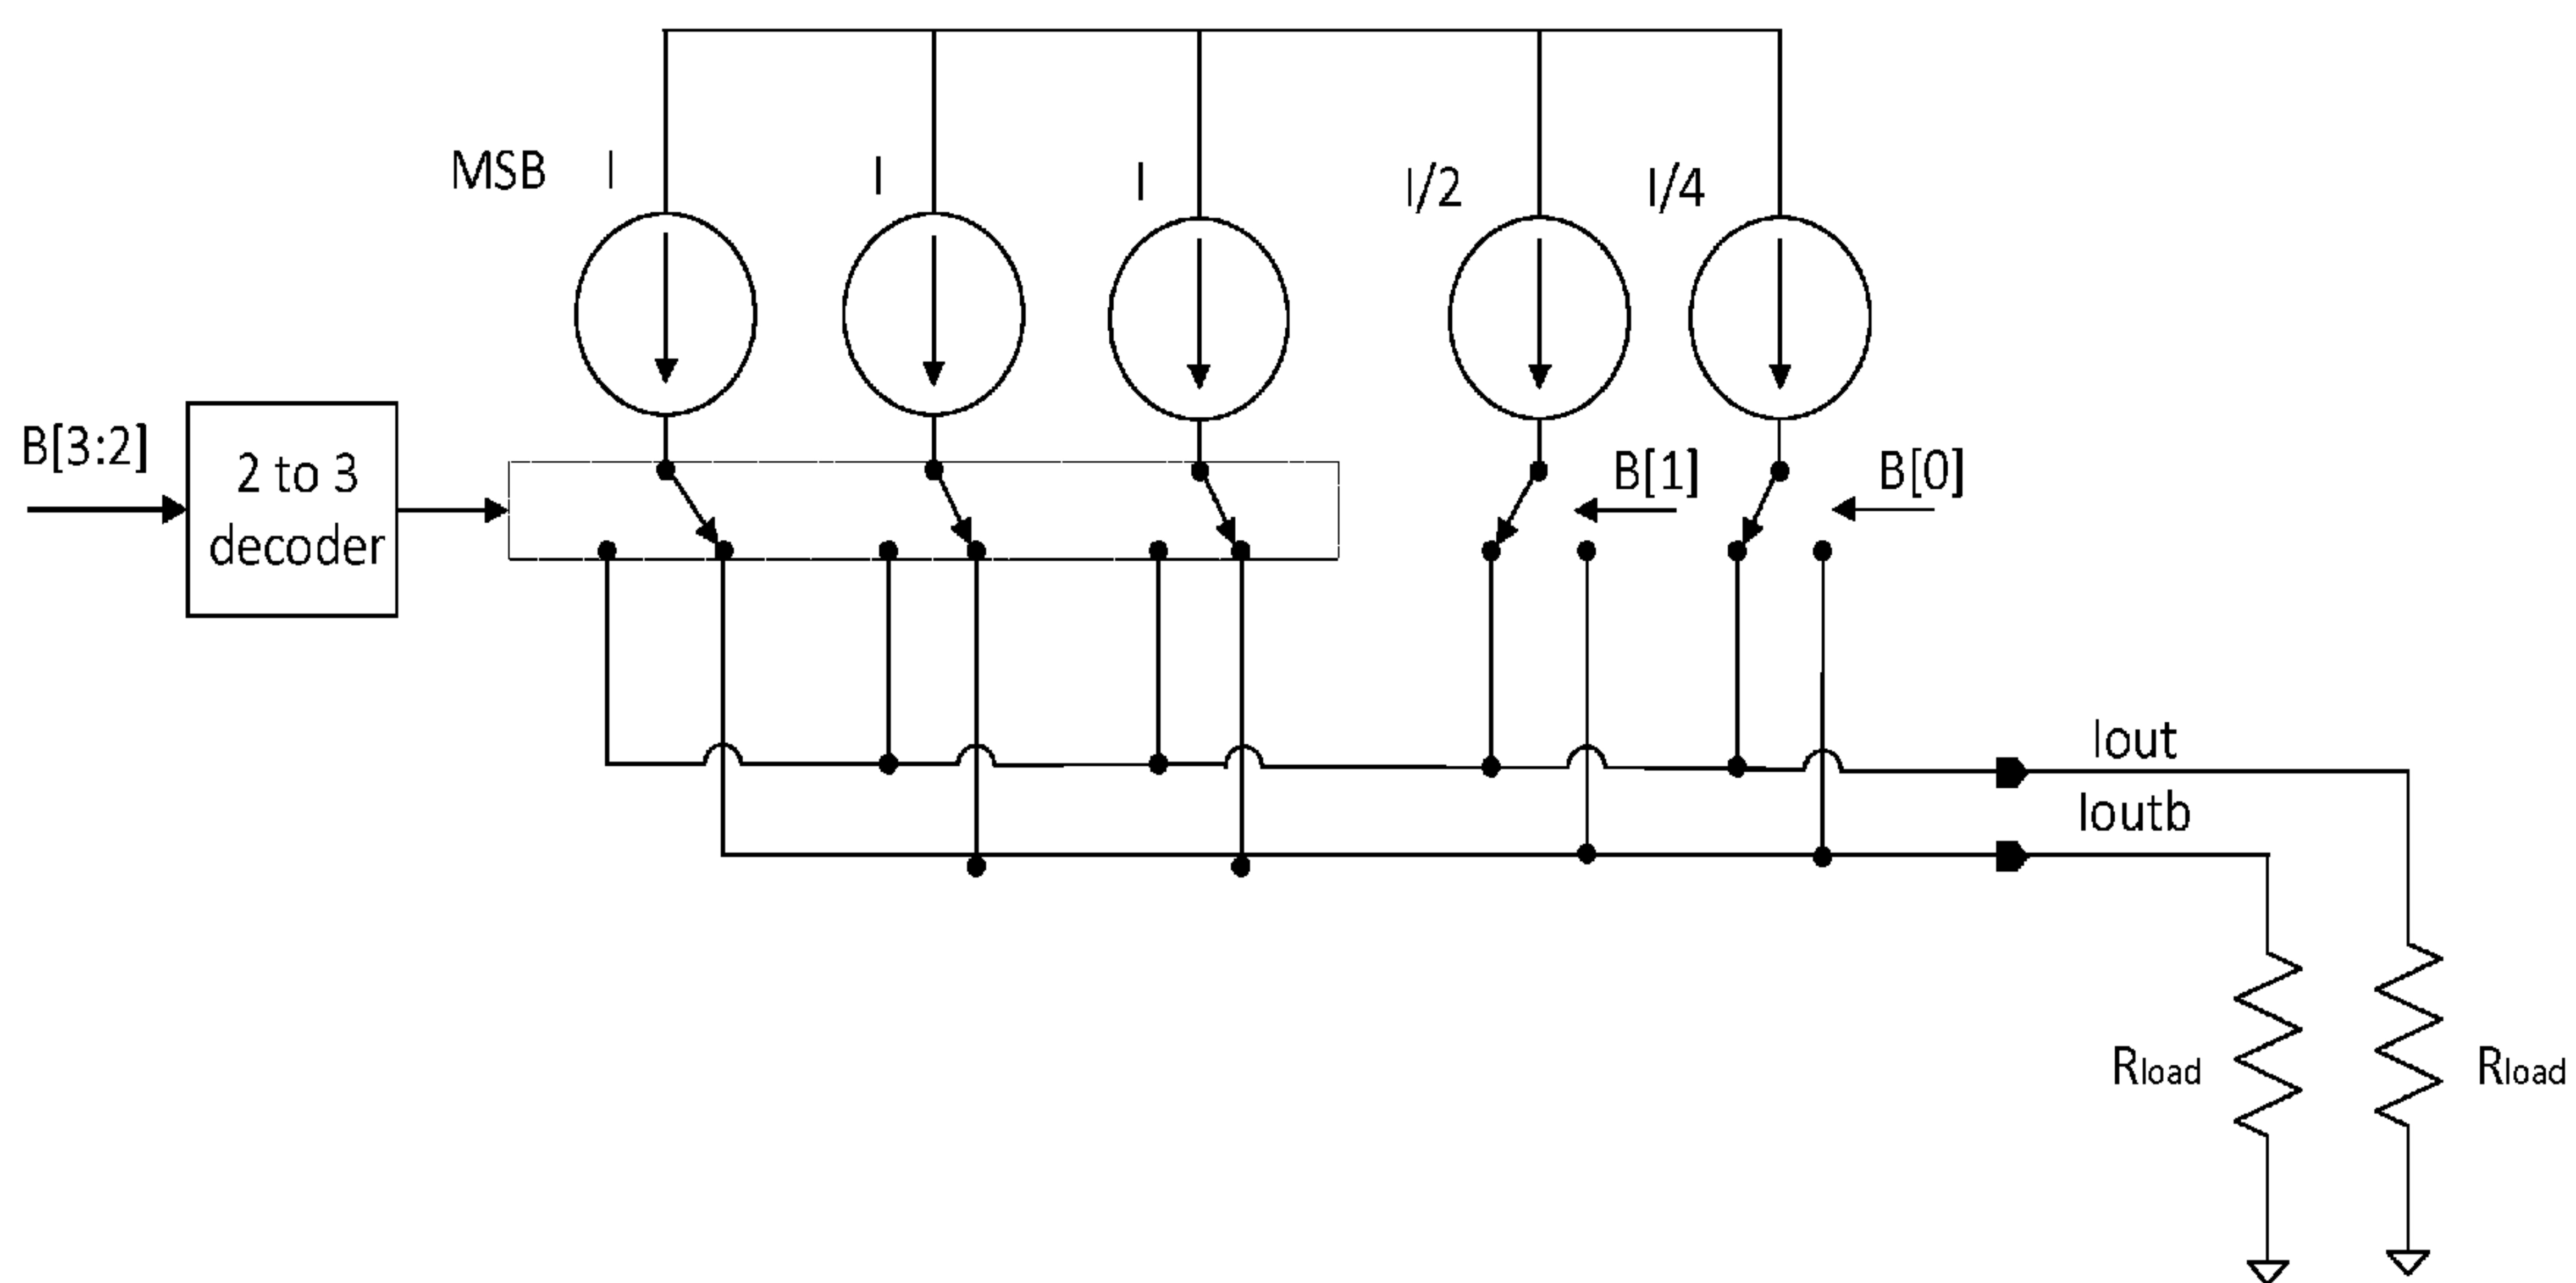 MSB
I
I
I
I/2
I/4
B[3:2]
2 to 3
decoder
B[1]
B[0]
Iout
Ioutb
Rload
Rload